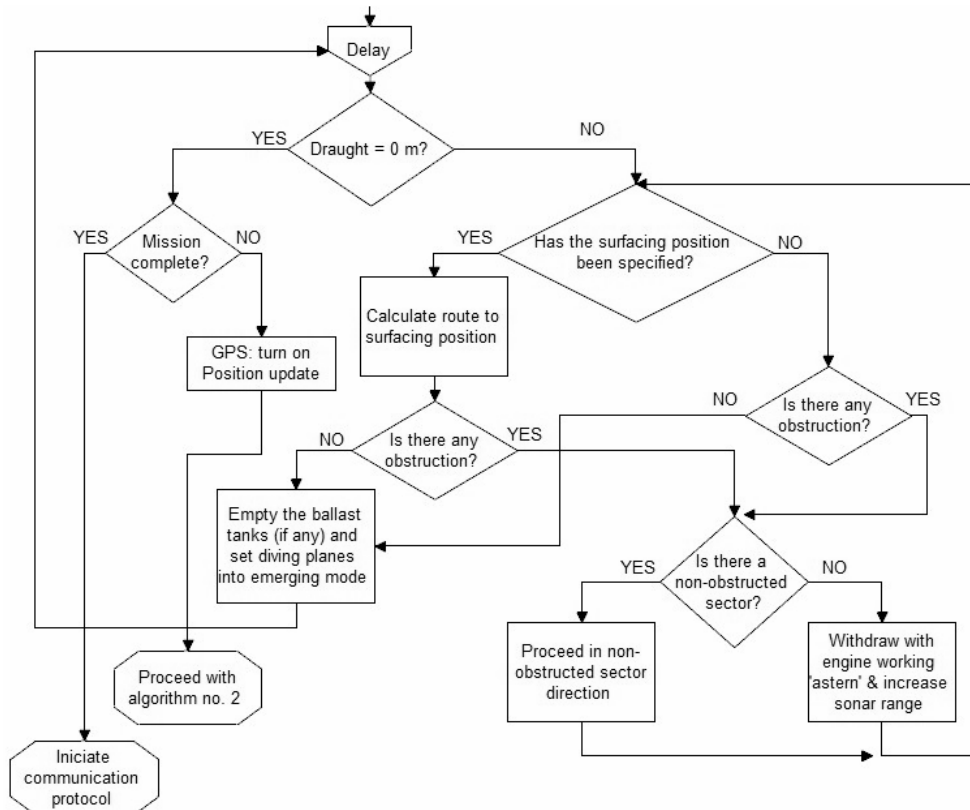 Delay
YES
NO
Draught = 0 m?
YES
Mission
complete?
NO
YES
Has the surfacing position
been specified?
NO
Calculate route to
surfacing position
GPS: turn on
Position update
NO
Is there any
obstruction?
YES
NO
Is there any
obstruction?
YES
Empty the ballast
tanks (if any) and
set diving planes
into emerging mode
YES
Is there a
non-obstructed
sector?
NO
Proceed in non-
obstructed sector
direction
Withdraw with
engine working
'astern' & increase
sonar range
Proceed with
algorithm no. 2
Iniciate
communication
protocol